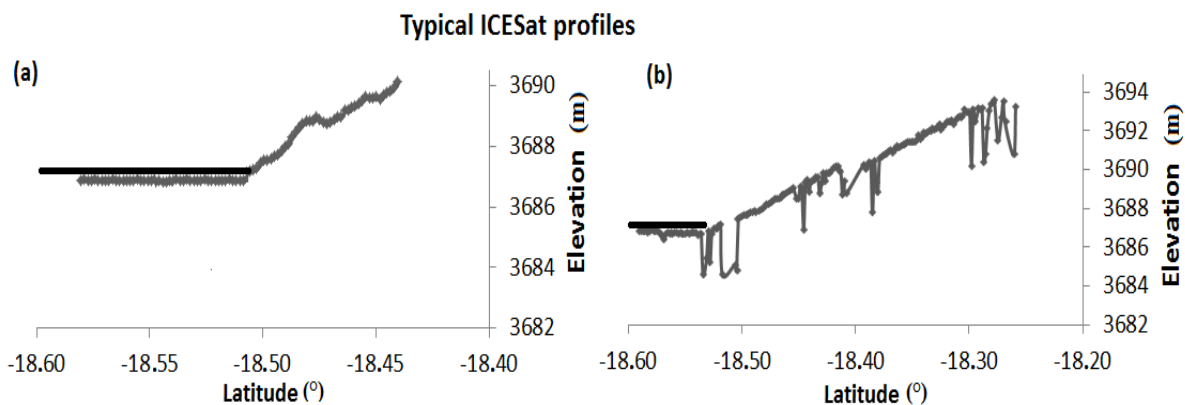 Typical ICESat profiles
(a)
3690
3688
3686
3684
3682
Elevation (m)
-18.60 -18.55 -18.50 -18.45 -18.40
Latitude (°)
(b)
3694
3692
3690
3688
3686
3684
3682
Elevation (m)
-18.60 -18.50 -18.40 -18.30 -18.20
Latitude (°)